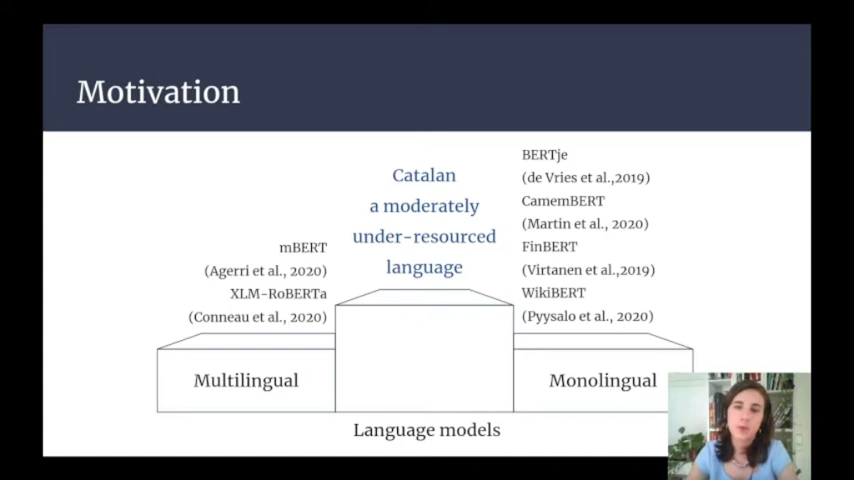 Motivation
Catalan
a moderately
under-resourced
language
mBERT
(Agerri et al., 2020)
XLM-RoBERTa
(Conneau et al., 2020)
BERTje
(de Vries et al.,2019)
CamemBERT
(Martin et al., 2020)
FinBERT
(Virtanen et al.,2019)
WikiBERT
(Pyysalo et al., 2020)
Multilingual
Monolingual
Language models